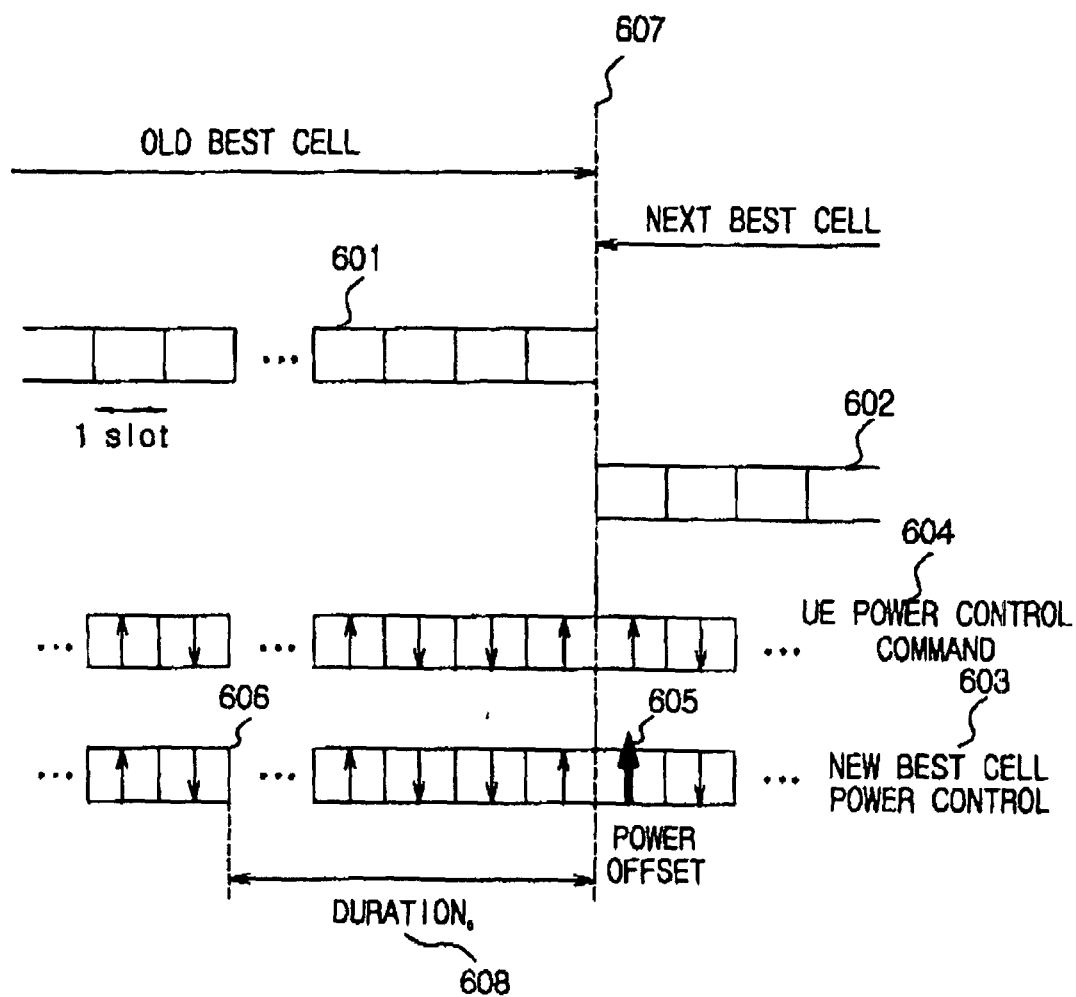 607
OLD BEST CELL
NEXT BEST CELL
601
...
1 slot
602
604
UE POWER CONTROL
COMMAND
... ... ...
603
606
605
... ... ...
NEW BEST CELL
POWER CONTROL
POWER
OFFSET
DURATION.
608